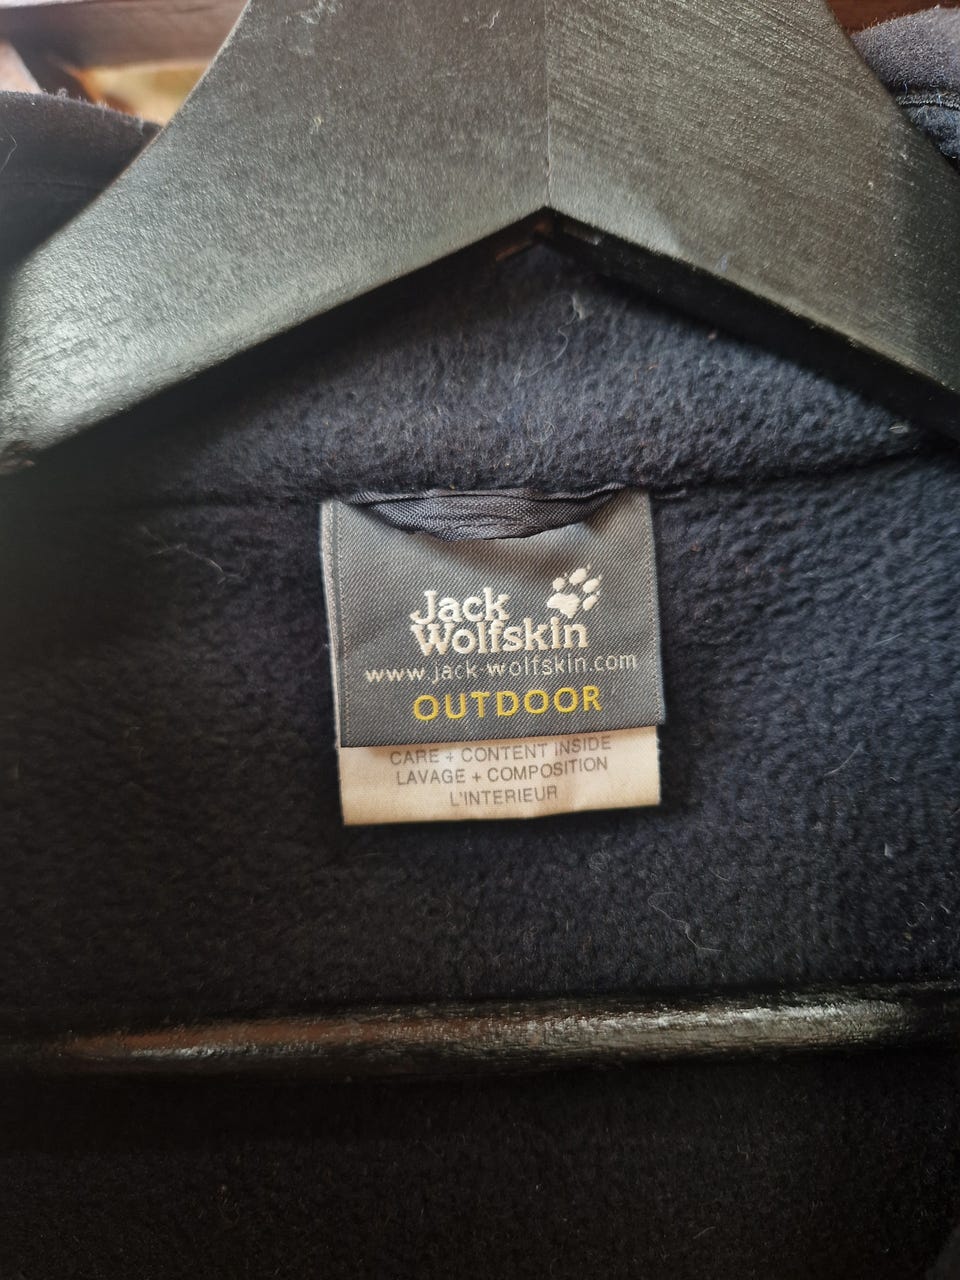 Jack
Wolfskin
www.jack-wolfskin.com
OUTDOOR
CARE + CONTENT INSIDE
LAVAGE + COMPOSITION
L'INTERIEUR